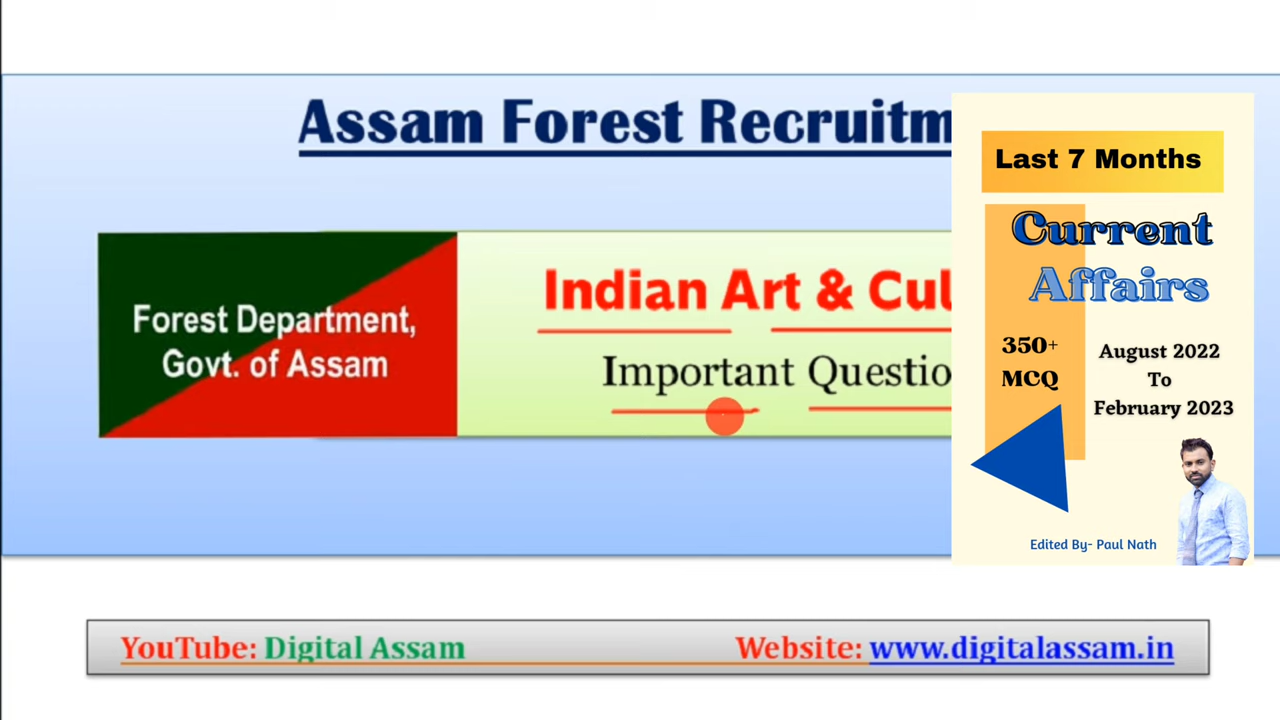 Assam Forest Recruitm
Forest Department,
Govt. of Assam
Indian Art & Cul
Important Questio
Last 7 Months
Current
Affairs
350+
MCQ
August 2022
To
February 2023
Edited By- Paul Nath
YouTube: Digital Assam
Website: www.digitalassam.in